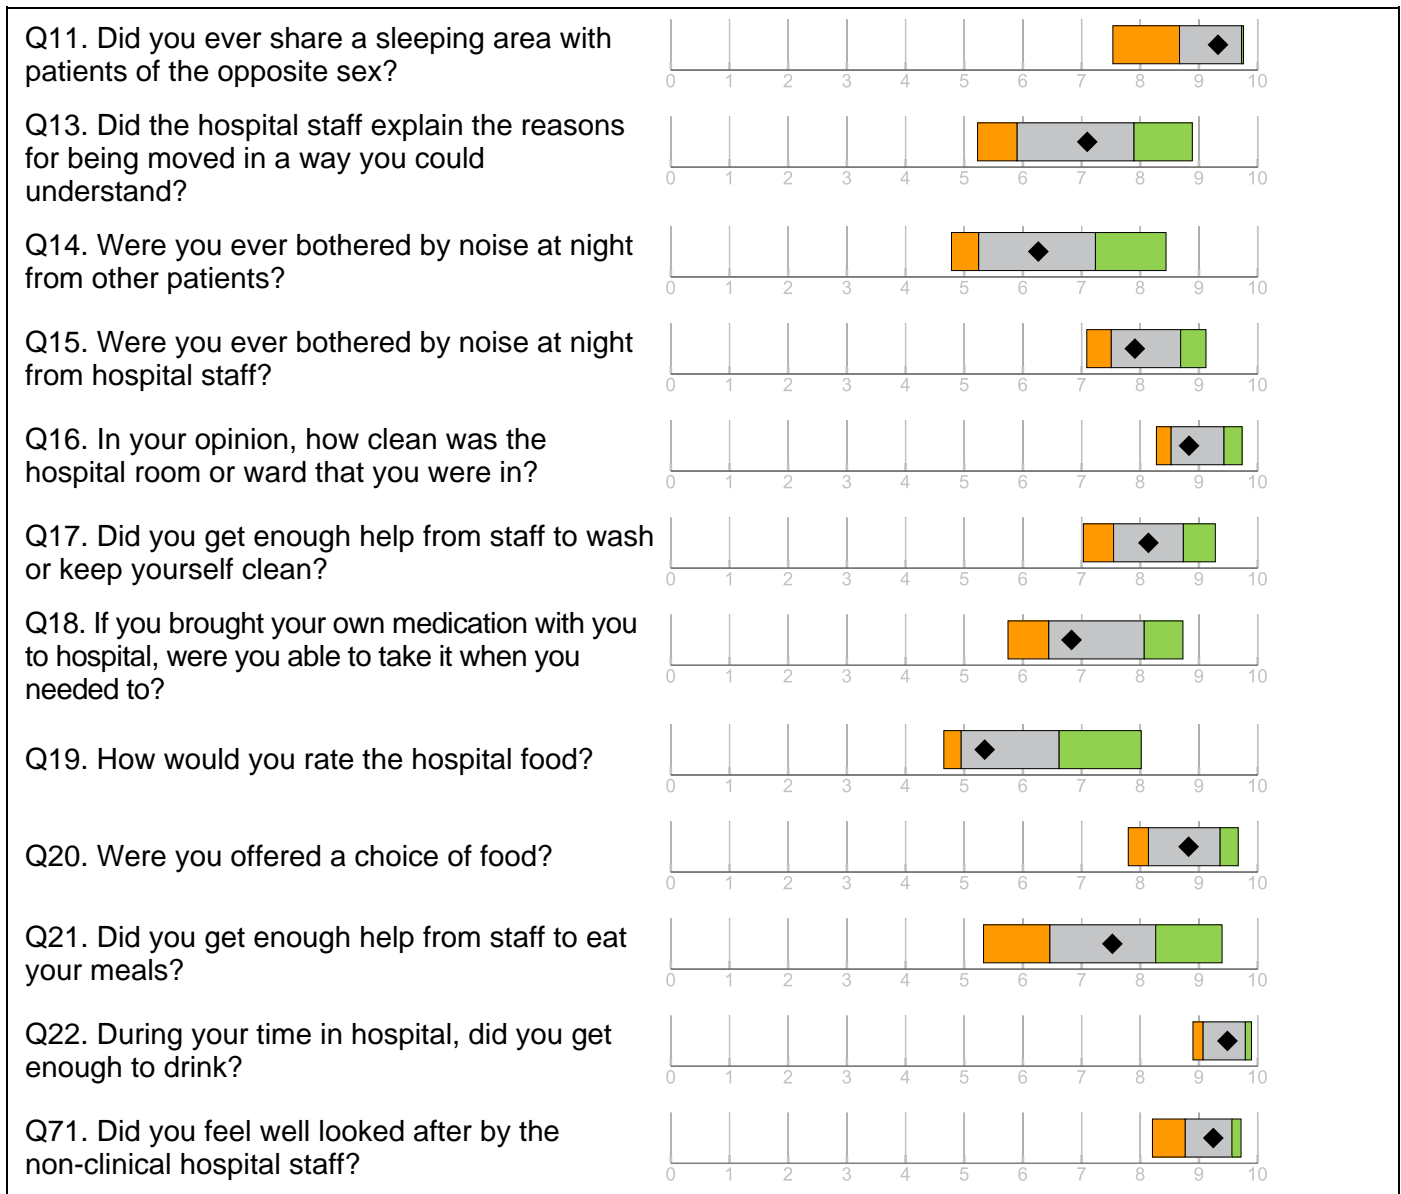 Q11. Did you ever share a sleeping area with
patients of the opposite sex?
0 1 2 3 4 5 6 7 8 9 10
Q13. Did the hospital staff explain the reasons
for being moved in a way you could
understand?
0 1 2 3 4 5 6 7 8 9 10
Q14. Were you ever bothered by noise at night
from other patients?
0 1 2 3 4 5 6 7 8 9 10
Q15. Were you ever bothered by noise at night
from hospital staff?
0 1 2 3 4 5 6 7 8 9 10
Q16. In your opinion, how clean was the
hospital room or ward that you were in?
0 1 2 3 4 5 6 7 8 9 10
Q17. Did you get enough help from staff to wash
or keep yourself clean?
0 1 2 3 4 5 6 7 8 9 10
Q18. If you brought your own medication with you
to hospital, were you able to take it when you
needed to?
0 1 2 3 4 5 6 7 8 9 10
Q19. How would you rate the hospital food?
0 1 2 3 4 5 6 7 8 9 10
Q20. Were you offered a choice of food?
0 1 2 3 4 5 6 7 8 9 10
Q21. Did you get enough help from staff to eat
your meals?
0 1 2 3 4 5 6 7 8 9 10
Q22. During your time in hospital, did you get
enough to drink?
0 1 2 3 4 5 6 7 8 9 10
Q71. Did you feel well looked after by the
non-clinical hospital staff?
0 1 2 3 4 5 6 7 8 9 10